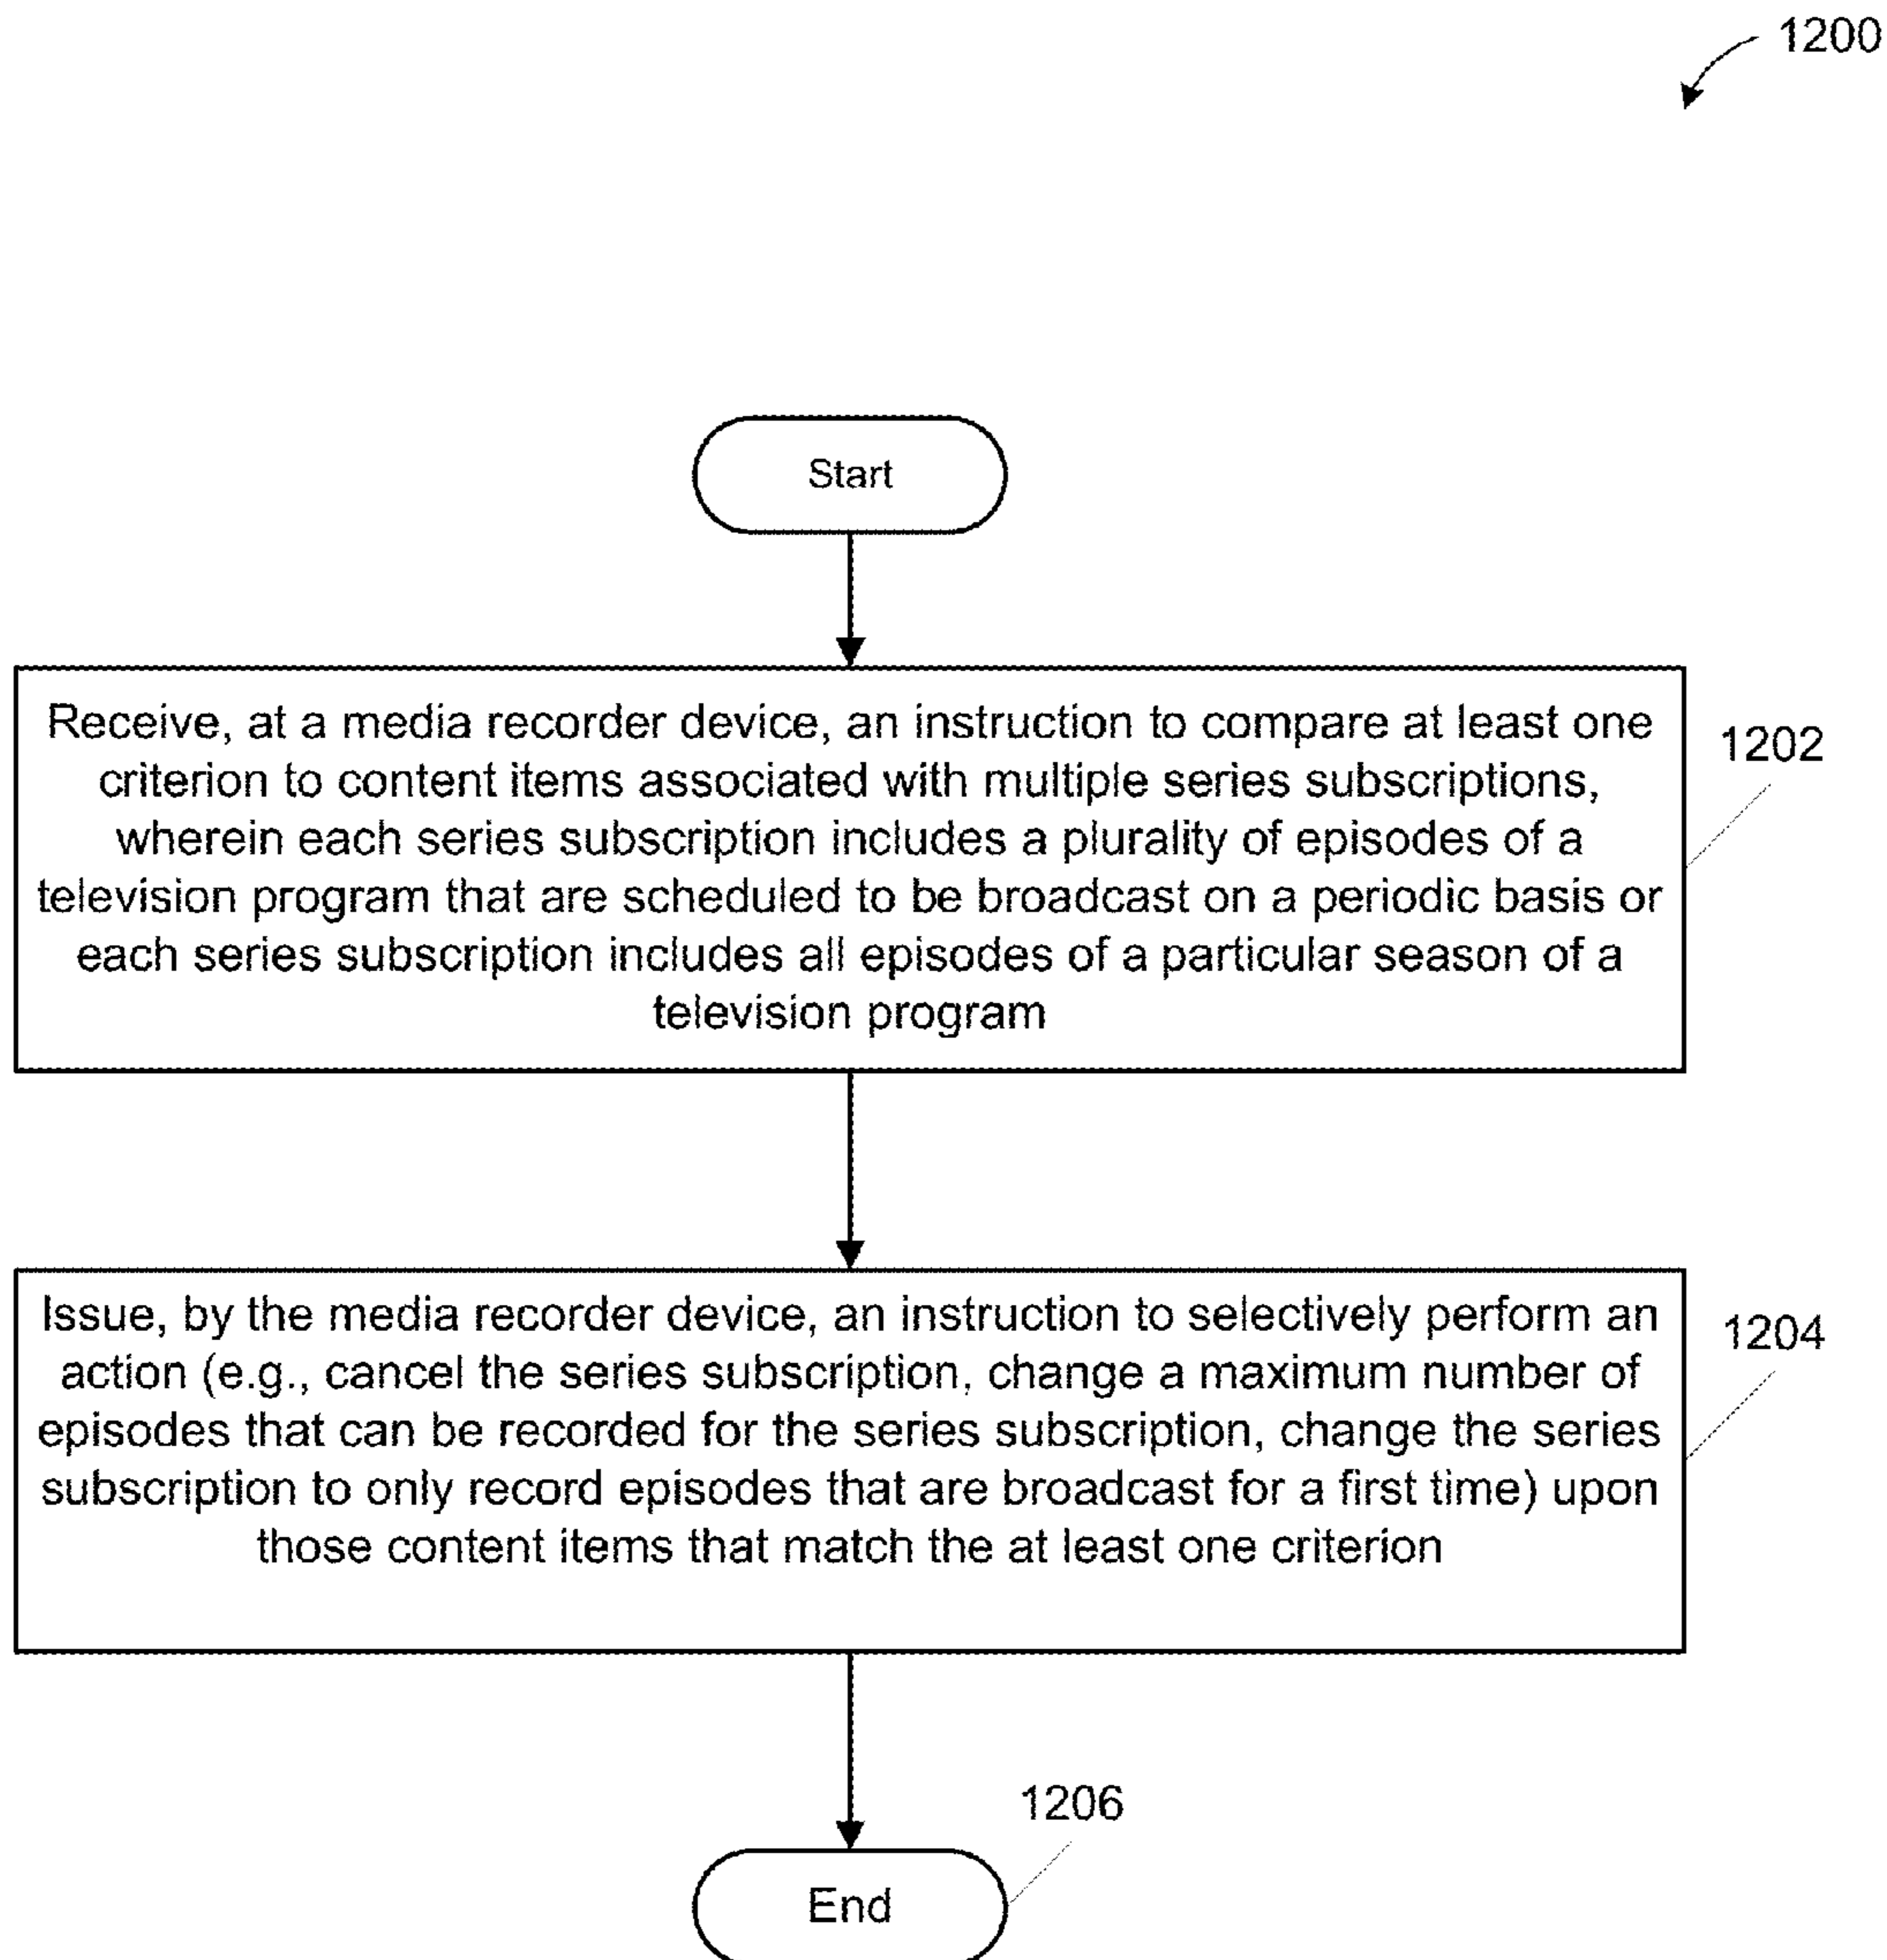 1200
Start
Receive, at a media recorder device, an instruction to compare at least one
criterion to content items associated with multiple series subscriptions,
wherein each series subscription includes a plurality of episodes of a
television program that are scheduled to be broadcast on a periodic basis or
each series subscription includes all episodes of a particular season of a
television program
1202
Issue, by the media recorder device, an instruction to selectively perform an
action (e.g., cancel the series subscription, change a maximum number of
episodes that can be recorded for the series subscription, change the series
subscription to only record episodes that are broadcast for a first time) upon
those content items that match the at least one criterion
1204
1206
End